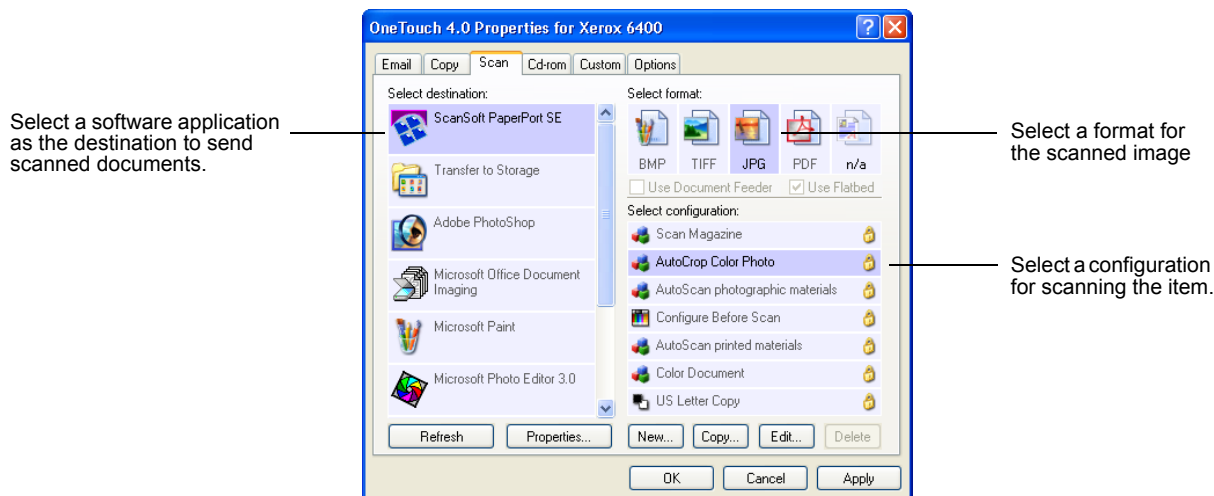 OneTouch 4.0 Properties for Xerox 6400
Email Copy Scan Cd-rom Custom Options
Select destination:
ScanSoft PaperPort SE
Transfer to Storage
Adobe PhotoShop
Microsoft Office Document
Imaging
Microsoft Paint
Microsoft Photo Editor 3.0
Refresh Properties...
Select format:
BMP TIFF JPG PDF n/a
Use Document Feeder Use Flatbed
Select configuration:
Scan Magazine
AutoCrop Color Photo
AutoScan photographic materials
Configure Before Scan
AutoScan printed materials
Color Document
US Letter Copy
New... Copy... Edit... Delete
OK Cancel Apply
Select a software application
as the destination to send
scanned documents.
Select a format for
the scanned image
Select a configuration
for scanning the item.